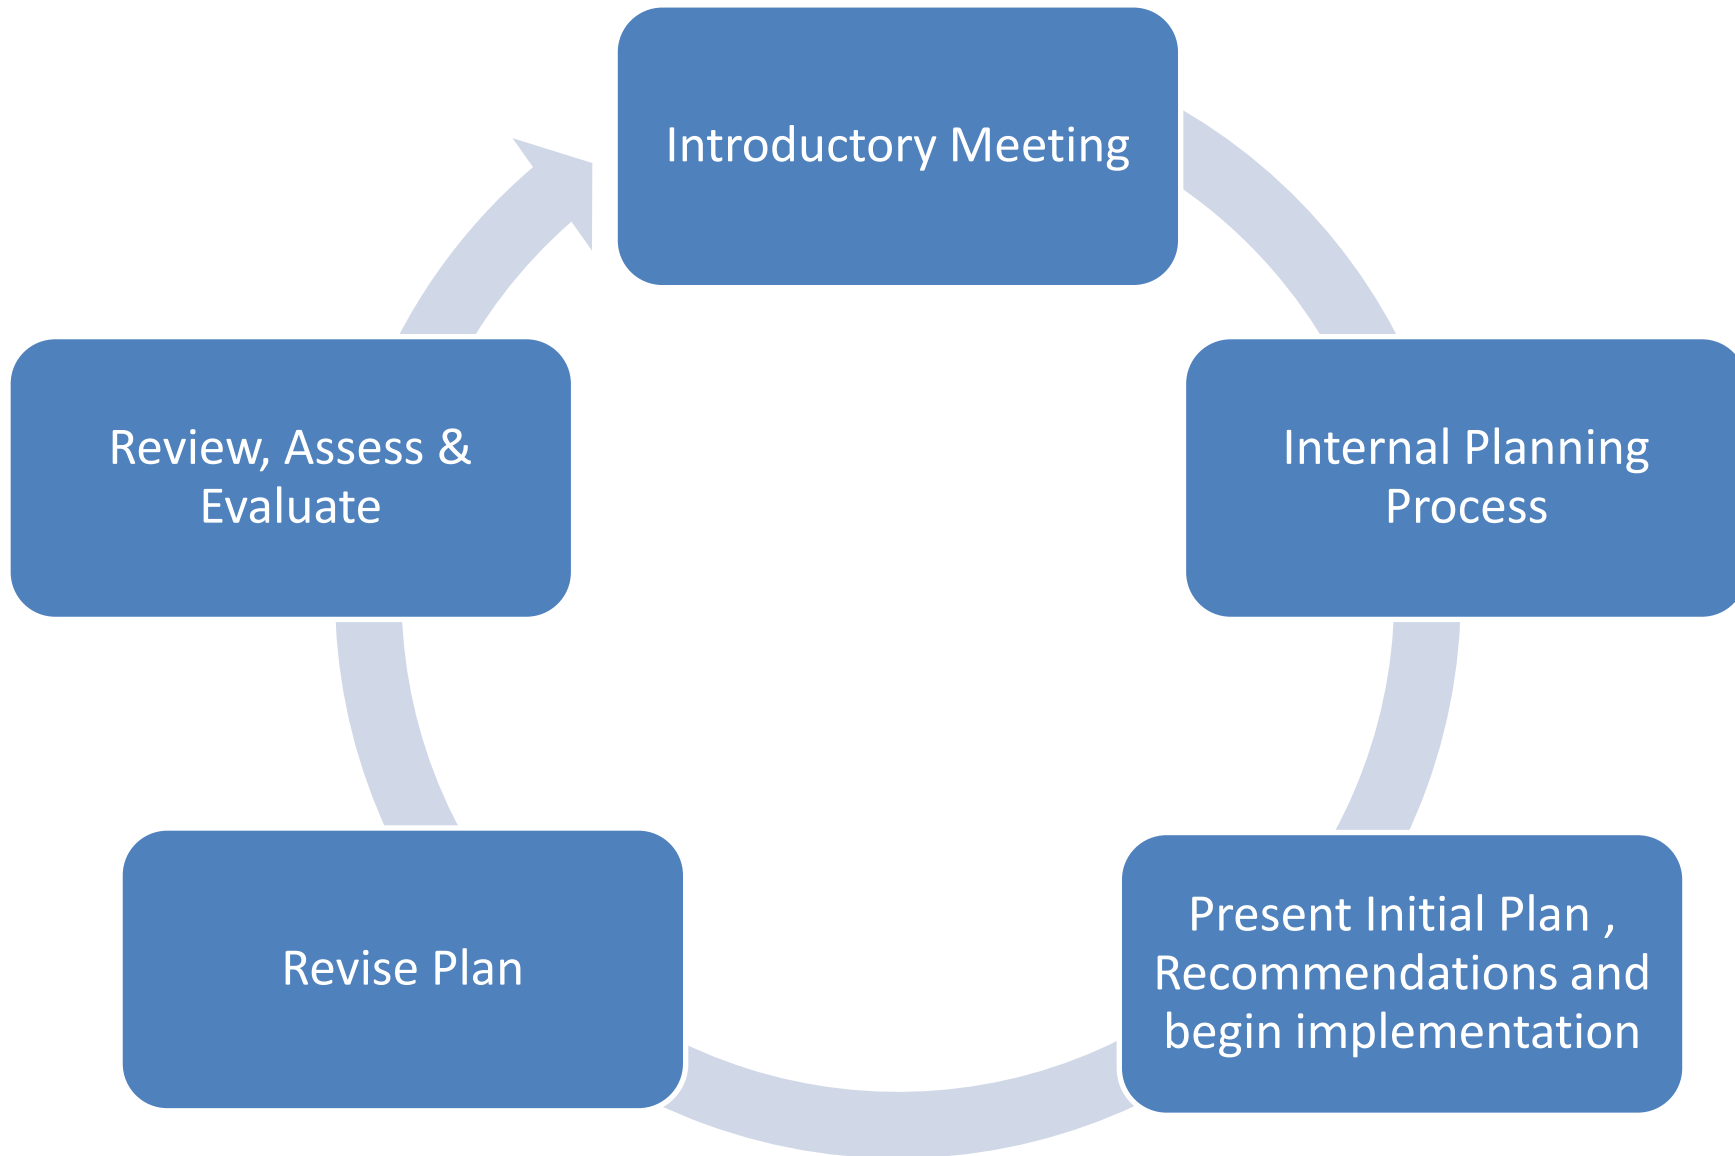 Introductory Meeting
Internal Planning
Process
Present Initial Plan ,
Recommendations and
begin implementation
Revise Plan
Review, Assess &
Evaluate